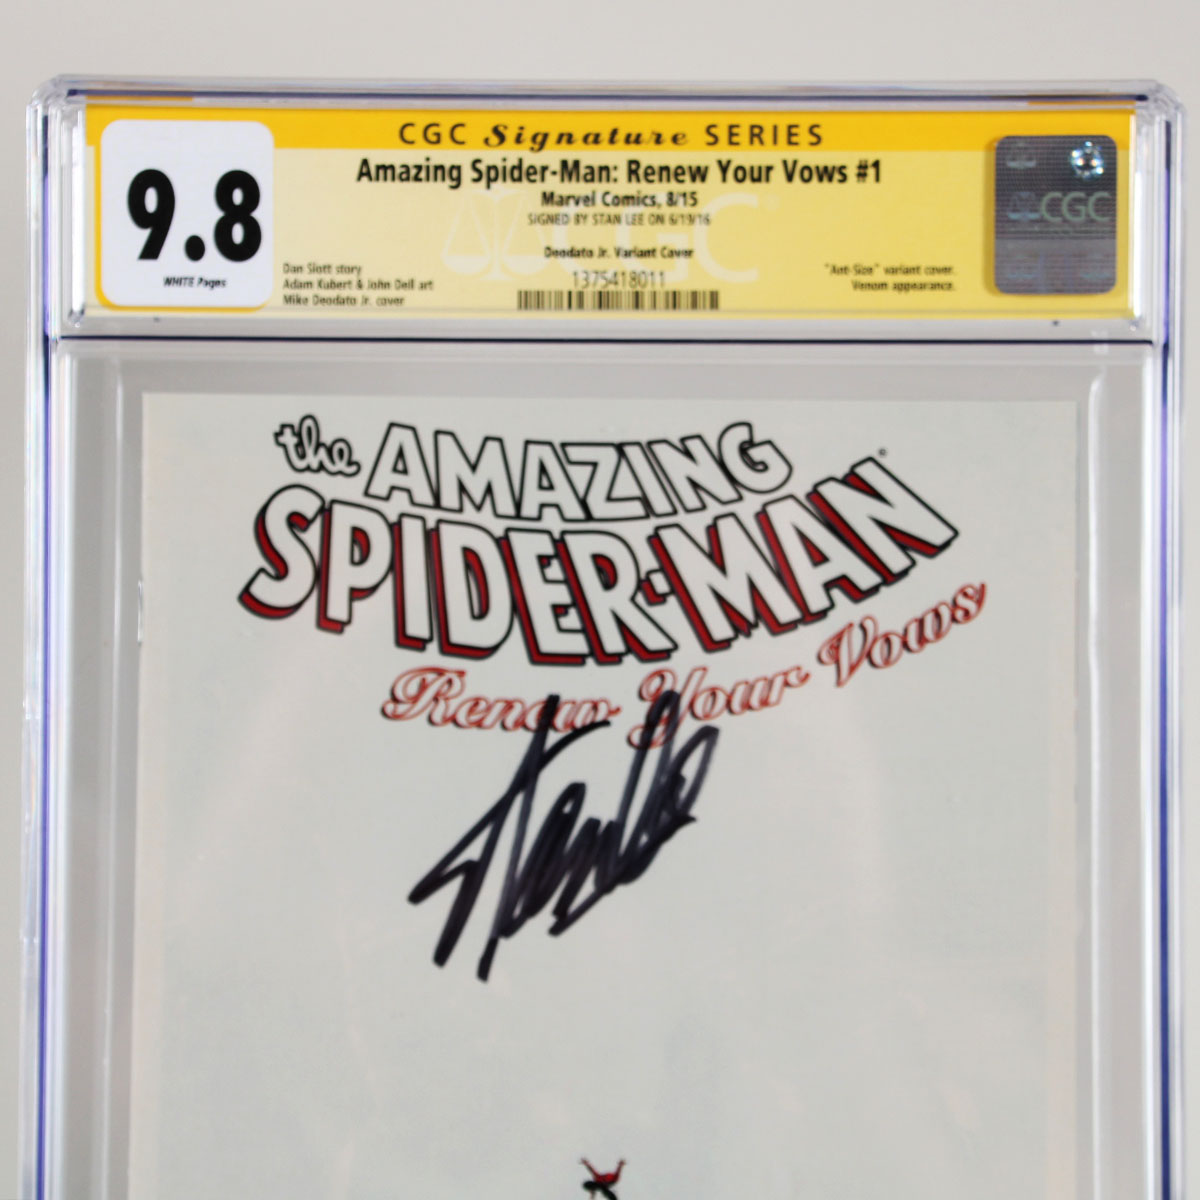 CGC Signature SERIES
Amazing Spider-Man: Renew Your Vows #1
Marvel Comics, 8/15
SIGNED BY STAN LEE ON 6/19/16
9.8
WHITE Pages
Deodato Jr. Variant Cover
1375418011
Dan Slott story
Adam Kubert & John Dell art
Mike Deodato Jr. cover
"Ant-Size" variant cover.
Venom appearance.
CGC
CGC
the AMAZING
SPIDER-MAN
Renew Your Vows
Stan Lee